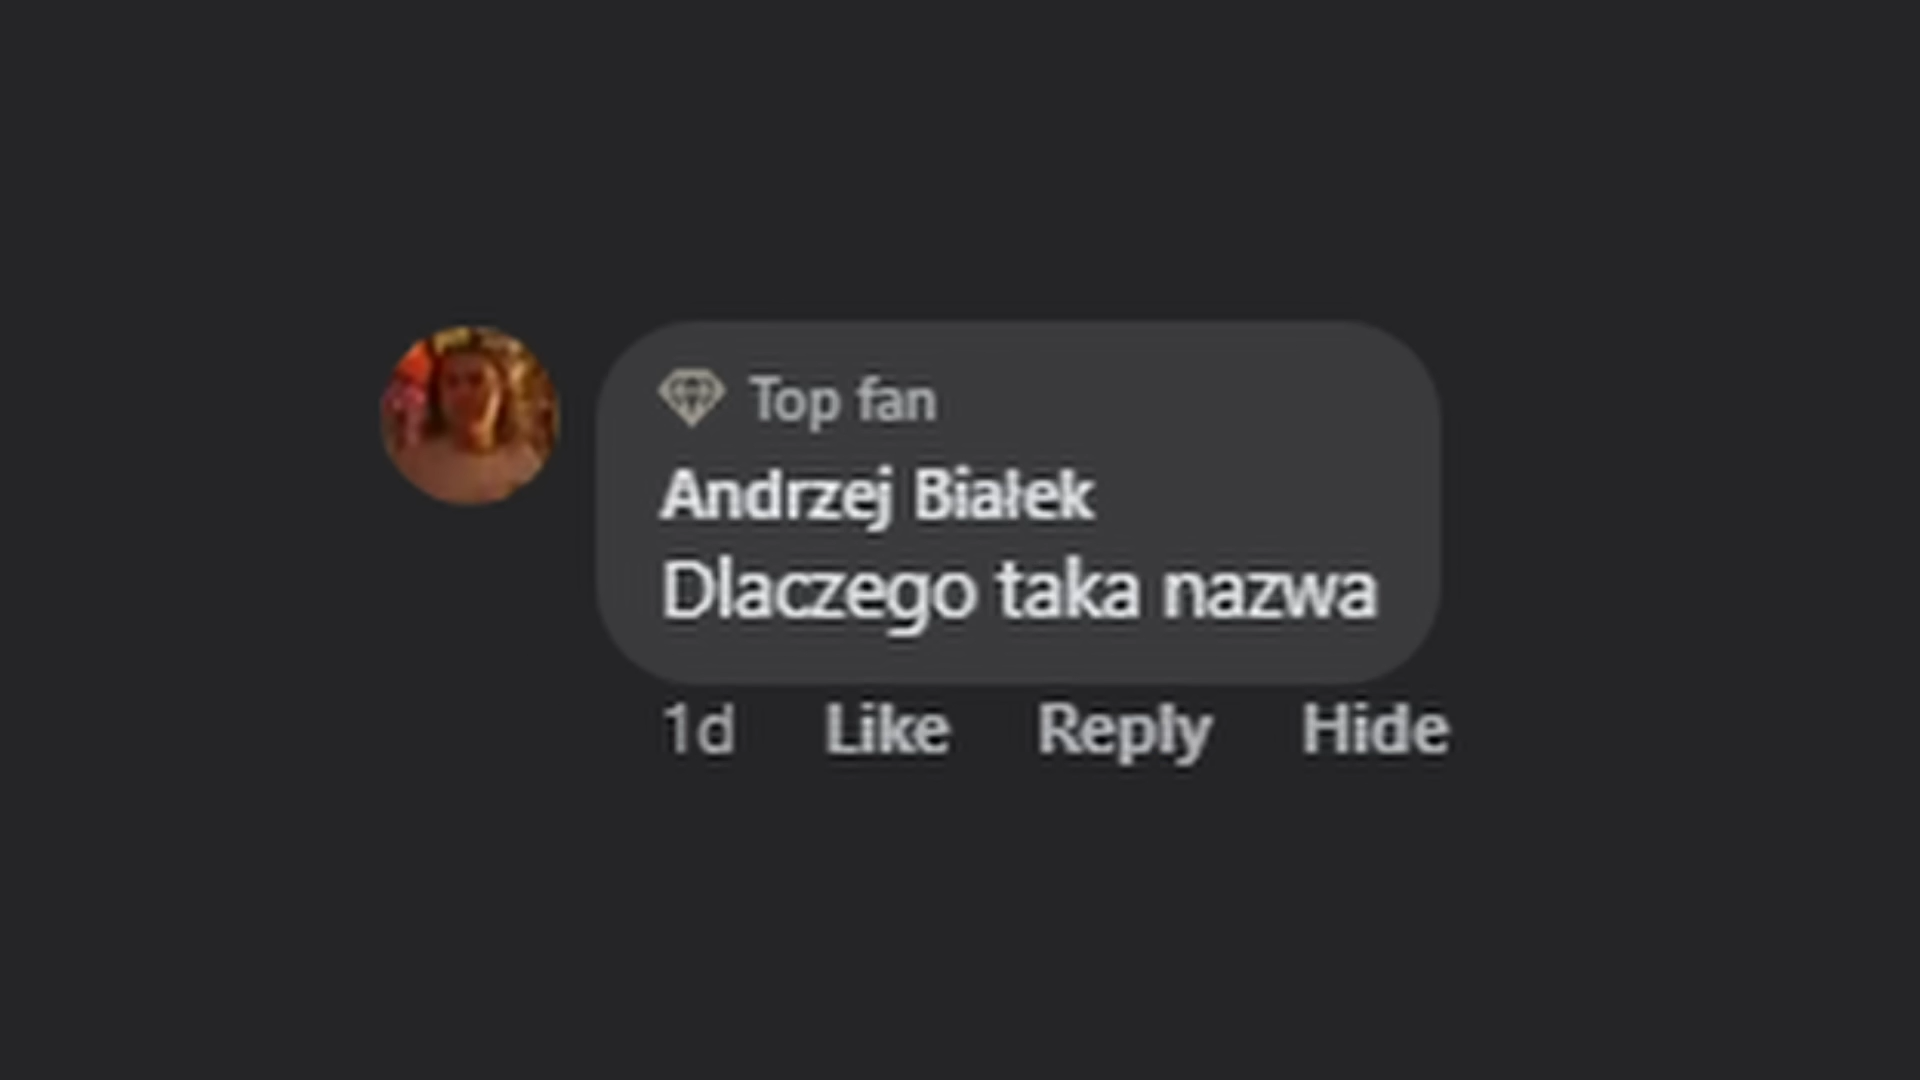 Top fan
Andrzej Białek
Dlaczego taka nazwa
1d Like Reply Hide